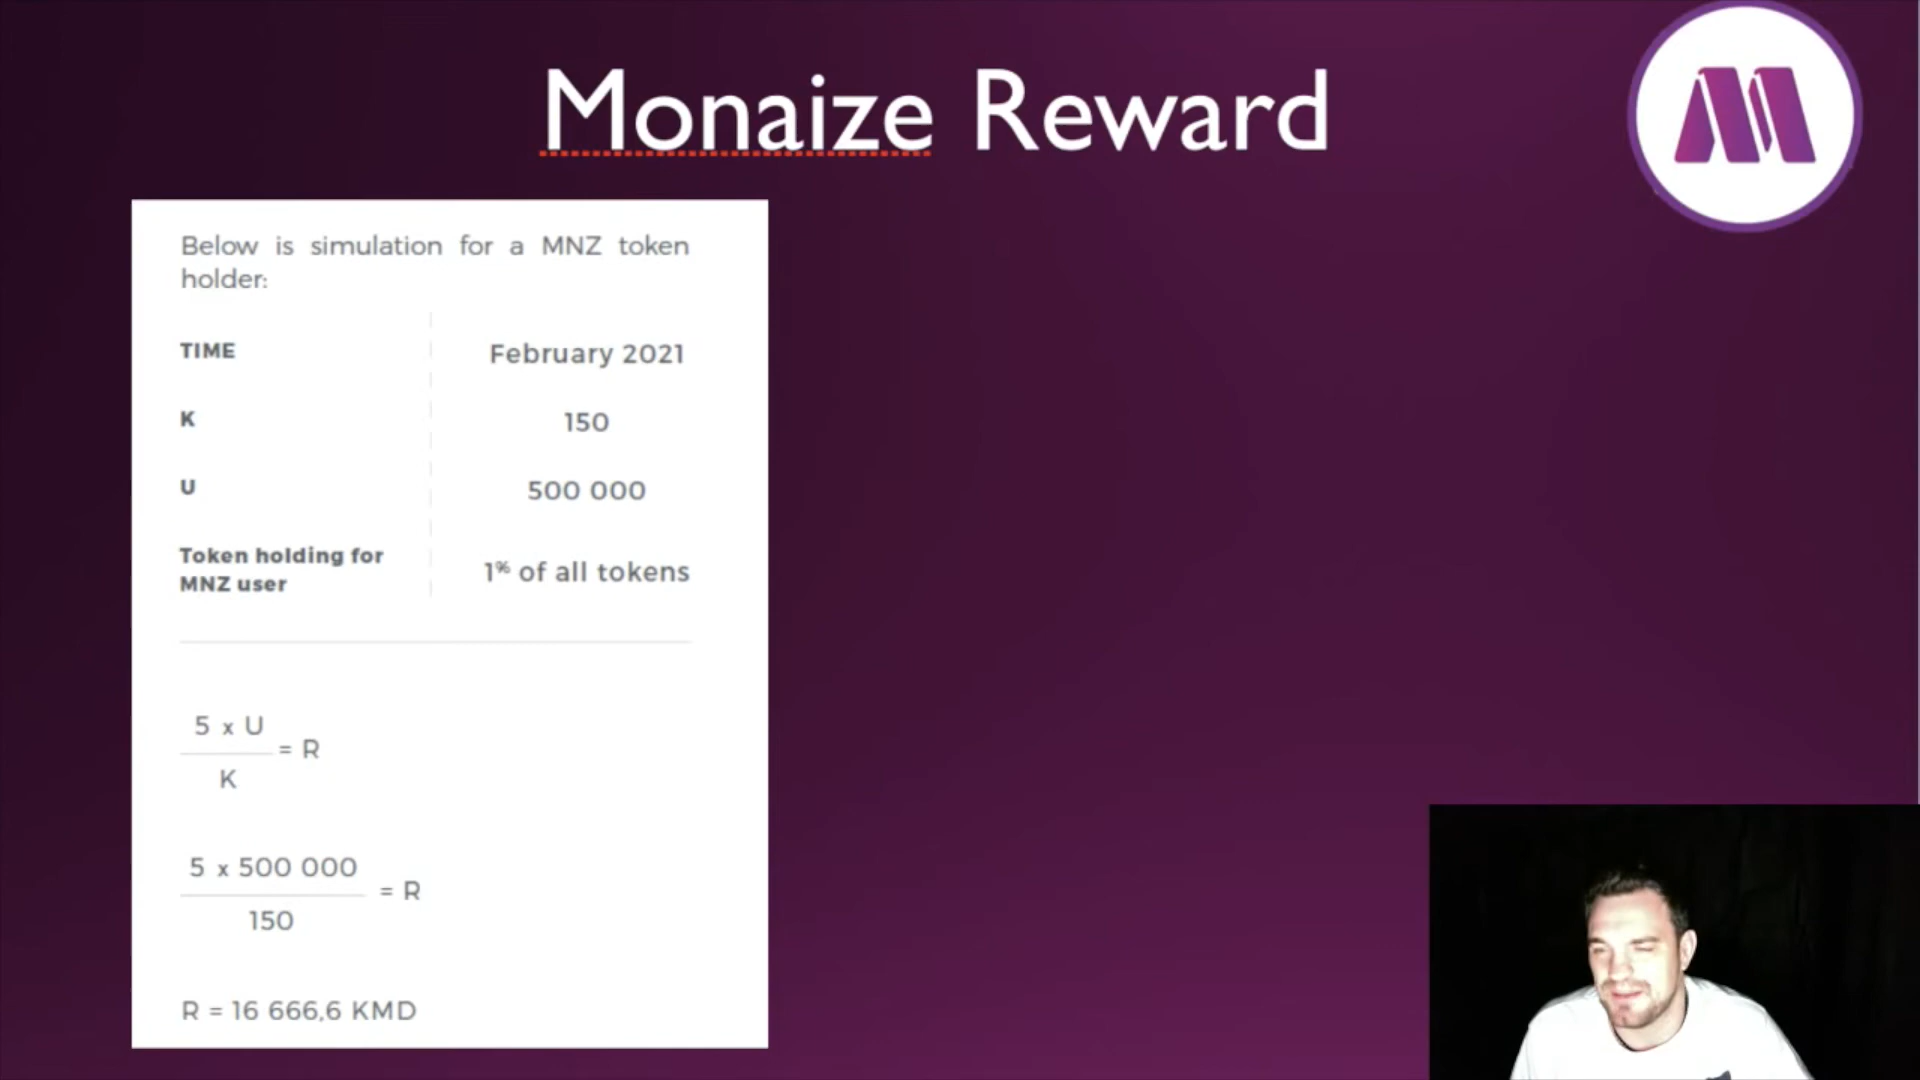 Monaize Reward
Below is simulation for a MNZ token
holder:
TIME February 2021
K 150
U 500 000
Token holding for
MNZ user
1% of all tokens
5 x U
= R
K
5 x 500 000
= R
150
R = 16 666,6 KMD